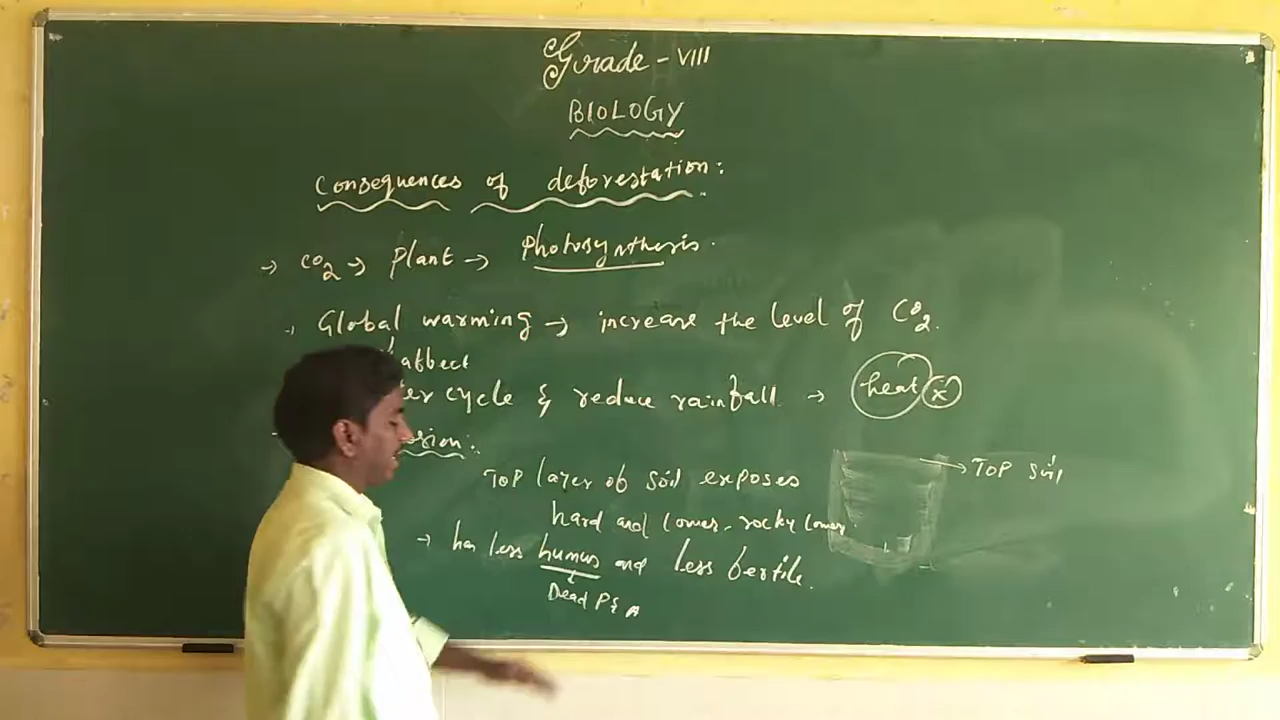 Grade - VIII
BIOLOGY
Consequences of deforestation:
→ CO2 → Plant → Photosynthesis.
→ Global warming → increase the level of CO2.
affect
er cycle & reduce rainfall → heat x
osion:
Top layer of soil exposes
→ Top soil
hard and lower, rocky lower
→ has less humus and less fertile.
Dead P & A